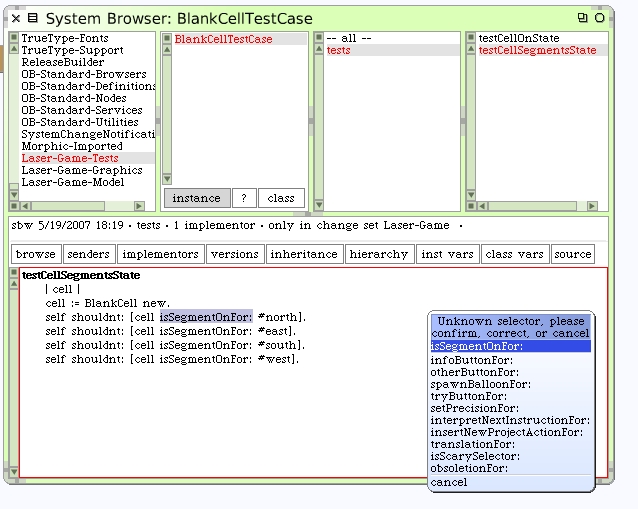 System Browser: BlankCellTestCase
TrueType-Fonts
TrueType-Support
ReleaseBuilder
OB-Standard-Browsers
OB-Standard-Definitions
OB-Standard-Nodes
OB-Standard-Services
OB-Standard-Utilities
SystemChangeNotificati
Morphic-Imported
Laser-Game-Tests
Laser-Game-Graphics
Laser-Game-Model
BlankCellTestCase
instance ? class
-- all --
tests
testCellOnState
testCellSegmentsState
sbw 5/19/2007 18:19 · tests · 1 implementor · only in change set Laser-Game ·
browse senders implementors versions inheritance hierarchy inst vars class vars source
testCellSegmentsState
| cell |
cell := BlankCell new.
self shouldnt: [cell isSegmentOnFor: #north].
self shouldnt: [cell isSegmentOnFor: #east].
self shouldnt: [cell isSegmentOnFor: #south].
self shouldnt: [cell isSegmentOnFor: #west].
Unknown selector, please
confirm, correct, or cancel
isSegmentOnFor:
infoButtonFor:
otherButtonFor:
spawnBalloonFor:
tryButtonFor:
setPrecisionFor:
interpretNextInstructionFor:
insertNewProjectActionFor:
translationFor:
isScarySelector:
obsoletionFor:
cancel